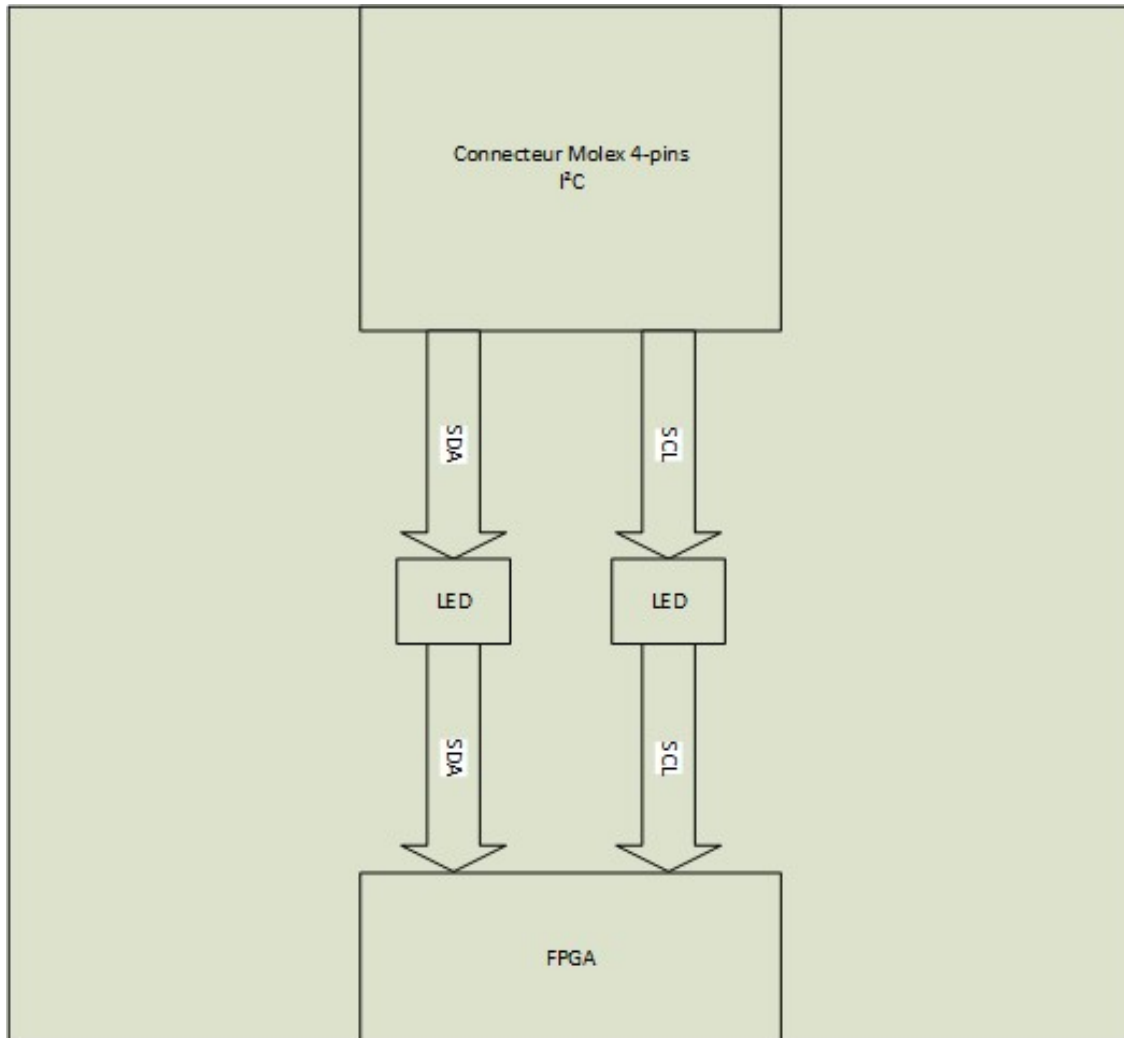 Connecteur Molex 4-pins
I²C
SDA
SCL
LED
LED
SDA
SCL
FPGA